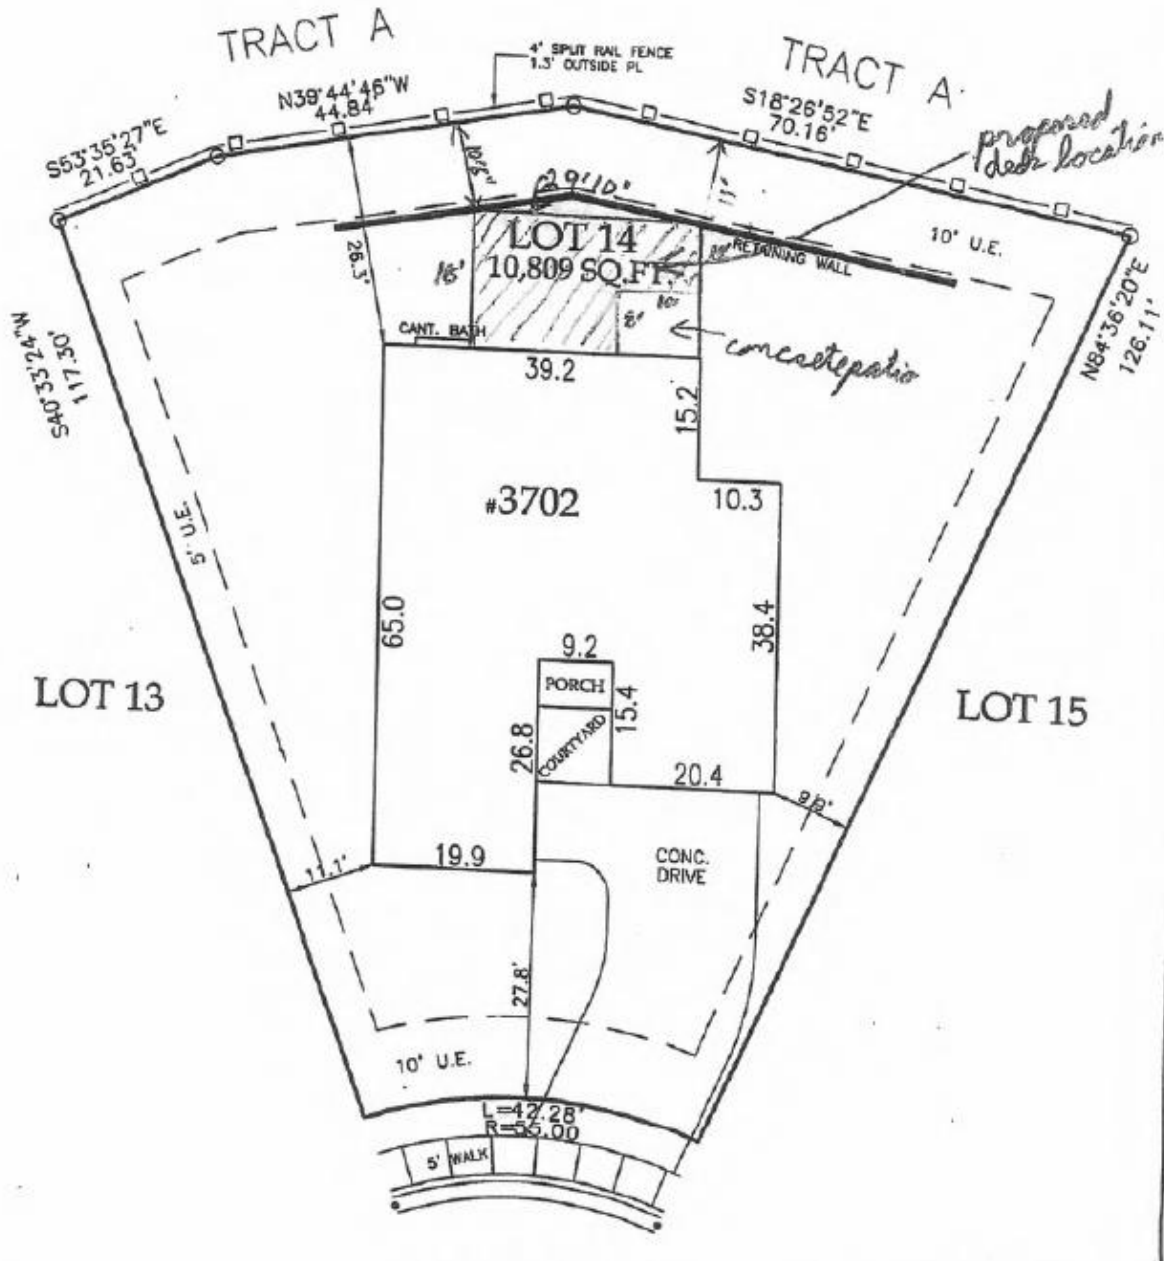 TRACT A
4' SPLIT RAIL FENCE
1.3' OUTSIDE PL
TRACT A
N39°44'46"W
44.84'
S18°26'52"E
70.16'
S53°35'27"E
21.63'
proposed
deck location
29'10"
11'
10' U.E.
LOT 14
10,809 SQ.FT.
RETAINING WALL
26.3'
10'
8'
CANT. BATH
concrete patio
39.2
N84°36'20"E
126.11'
S40°33'24"W
117.30'
15.2
#3702
10.3
5' U.E.
65.0
38.4
9.2
PORCH
15.4
LOT 13
LOT 15
26.8
COURTYARD
20.4
11.1'
19.9
CONC.
DRIVE
27.8'
10' U.E.
L=42.28'
R=55.00
5' WALK